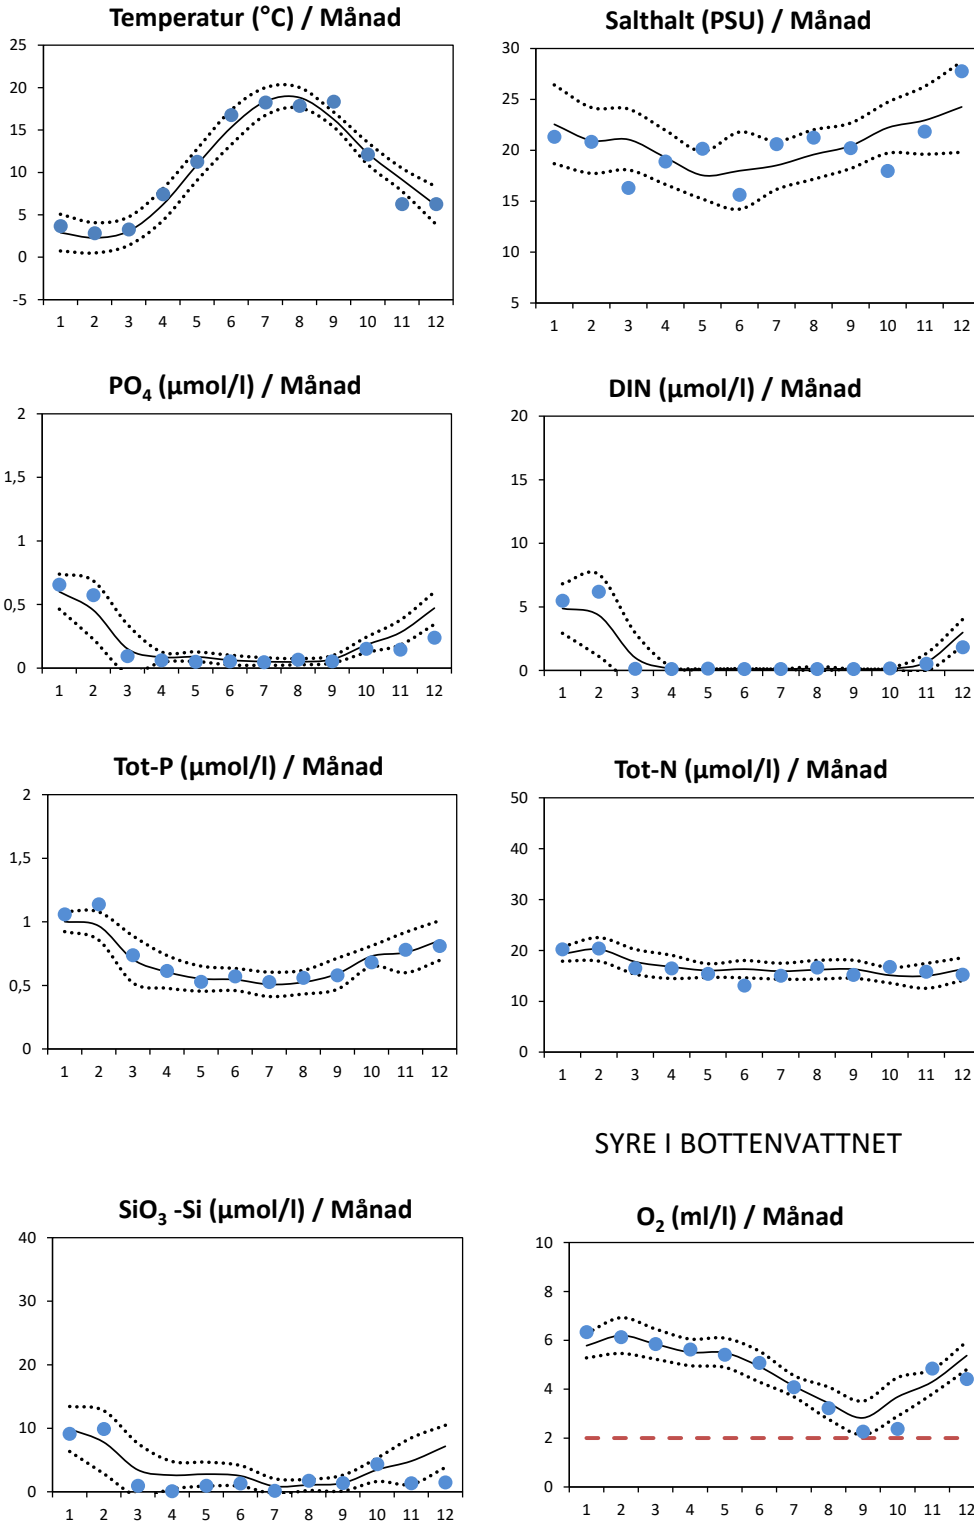 Temperatur (°C) / Månad
25
20
15
10
5
0
-5
1 2 3 4 5 6 7 8 9 10 11 12
Salthalt (PSU) / Månad
30
25
20
15
10
5
1 2 3 4 5 6 7 8 9 10 11 12
PO₄ (µmol/l) / Månad
2
1,5
1
0,5
0
1 2 3 4 5 6 7 8 9 10 11 12
DIN (µmol/l) / Månad
20
15
10
5
0
1 2 3 4 5 6 7 8 9 10 11 12
Tot-P (µmol/l) / Månad
2
1,5
1
0,5
0
1 2 3 4 5 6 7 8 9 10 11 12
Tot-N (µmol/l) / Månad
50
40
30
20
10
0
1 2 3 4 5 6 7 8 9 10 11 12
SYRE I BOTTENVATTNET
SiO₃ -Si (µmol/l) / Månad
40
30
20
10
0
1 2 3 4 5 6 7 8 9 10 11 12
O₂ (ml/l) / Månad
10
8
6
4
2
0
1 2 3 4 5 6 7 8 9 10 11 12